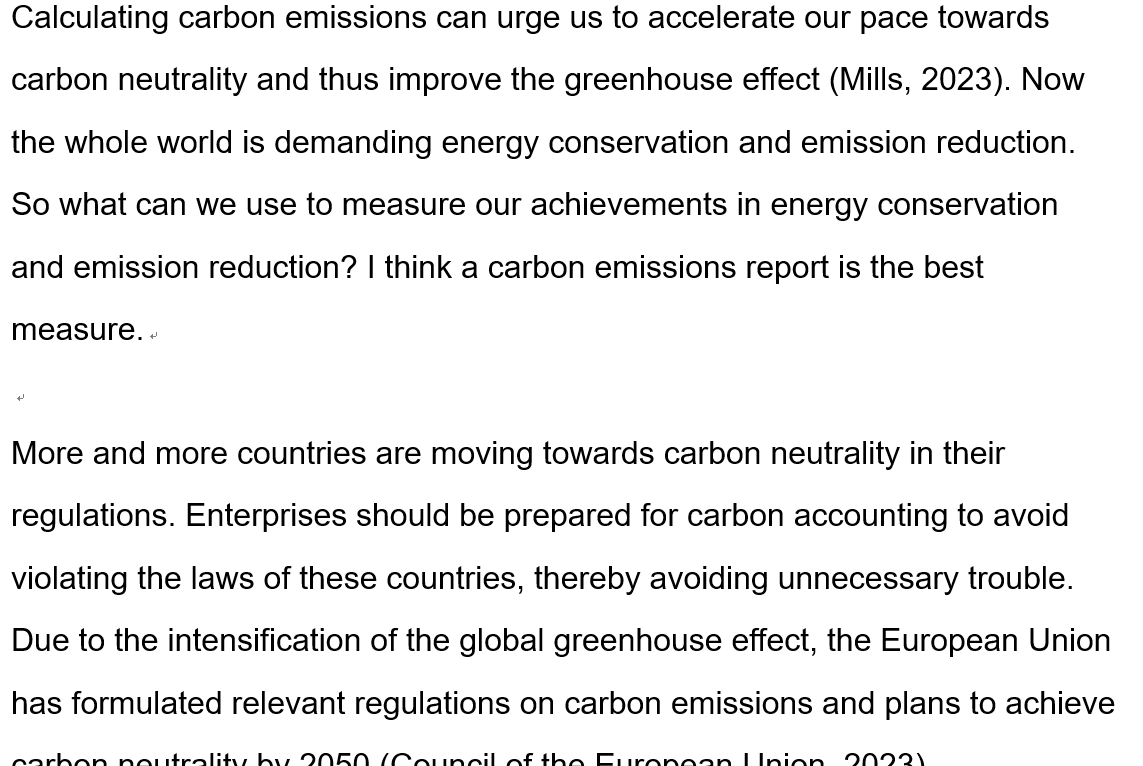 Calculating carbon emissions can urge us to accelerate our pace towards
carbon neutrality and thus improve the greenhouse effect (Mills, 2023). Now
the whole world is demanding energy conservation and emission reduction.
So what can we use to measure our achievements in energy conservation
and emission reduction? I think a carbon emissions report is the best
measure.
More and more countries are moving towards carbon neutrality in their
regulations. Enterprises should be prepared for carbon accounting to avoid
violating the laws of these countries, thereby avoiding unnecessary trouble.
Due to the intensification of the global greenhouse effect, the European Union
has formulated relevant regulations on carbon emissions and plans to achieve
carbon neutrality by 2050 (Council of the European Union, 2023)